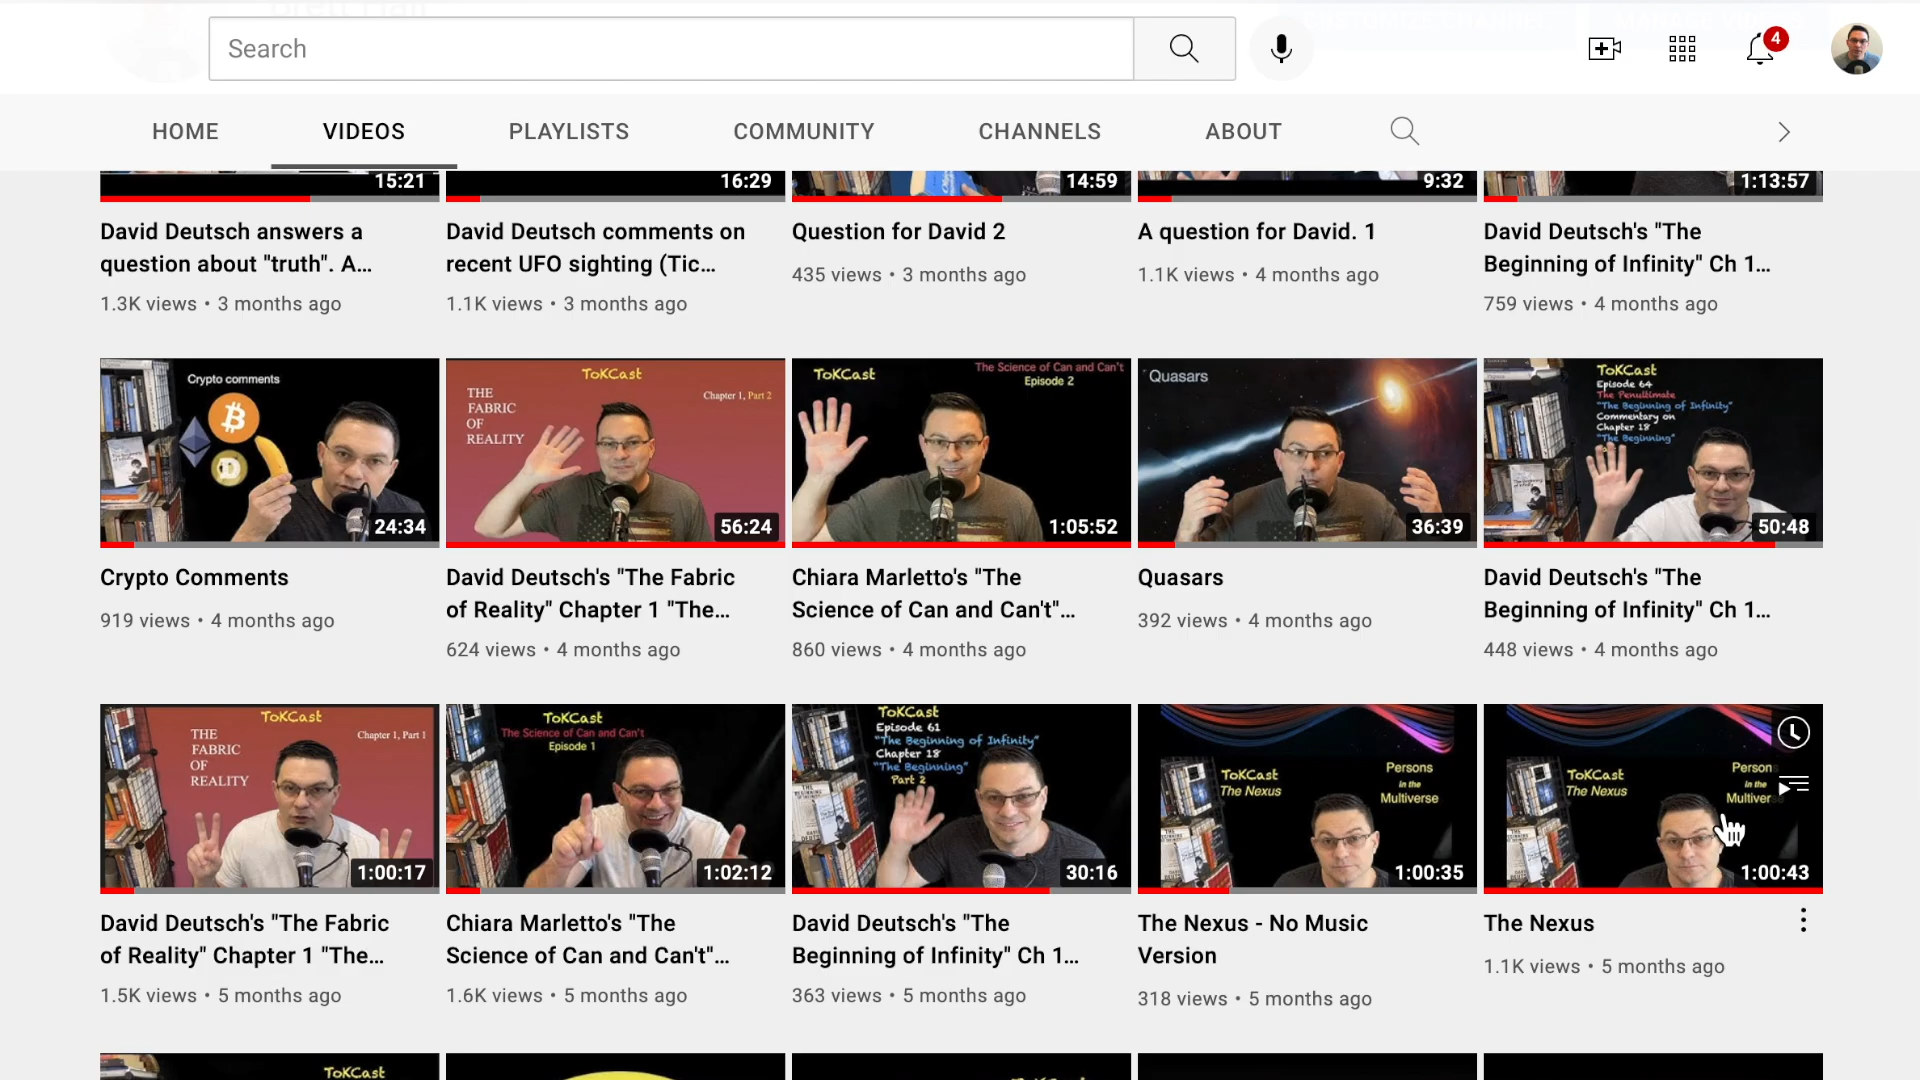 Brett Hall
Search
4
HOME
VIDEOS
PLAYLISTS
COMMUNITY
CHANNELS
ABOUT
15:21
16:29
14:59
9:32
1:13:57
David Deutsch answers a
question about "truth". A...
1.3K views • 3 months ago
David Deutsch comments on
recent UFO sighting (Tic...
1.1K views • 3 months ago
Question for David 2
435 views • 3 months ago
A question for David. 1
1.1K views • 4 months ago
David Deutsch's "The
Beginning of Infinity" Ch 1...
759 views • 4 months ago
Crypto comments
24:34
ToKCast
THE
FABRIC
OF
REALITY
Chapter 1, Part 2
56:24
ToKCast
The Science of Can and Can't
Episode 2
1:05:52
Quasars
36:39
ToKCast
Episode 64
The Penultimate
"The Beginning of Infinity"
Commentary on
Chapter 18
"The Beginning"
50:48
Crypto Comments
919 views • 4 months ago
David Deutsch's "The Fabric
of Reality" Chapter 1 "The...
624 views • 4 months ago
Chiara Marletto's "The
Science of Can and Can't"...
860 views • 4 months ago
Quasars
392 views • 4 months ago
David Deutsch's "The
Beginning of Infinity" Ch 1...
448 views • 4 months ago
ToKCast
THE
FABRIC
OF
REALITY
Chapter 1, Part 1
1:00:17
ToKCast
The Science of Can and Can't
Episode 1
1:02:12
ToKCast
Episode 61
"The Beginning of Infinity"
Chapter 18
"The Beginning"
Part 2
30:16
ToKCast
The Nexus
Persons
in the
Multiverse
1:00:35
ToKCast
The Nexus
Person
in the
Multiver
1:00:43
David Deutsch's "The Fabric
of Reality" Chapter 1 "The...
1.5K views • 5 months ago
Chiara Marletto's "The
Science of Can and Can't"...
1.6K views • 5 months ago
David Deutsch's "The
Beginning of Infinity" Ch 1...
363 views • 5 months ago
The Nexus - No Music
Version
318 views • 5 months ago
The Nexus
1.1K views • 5 months ago
ToKCast